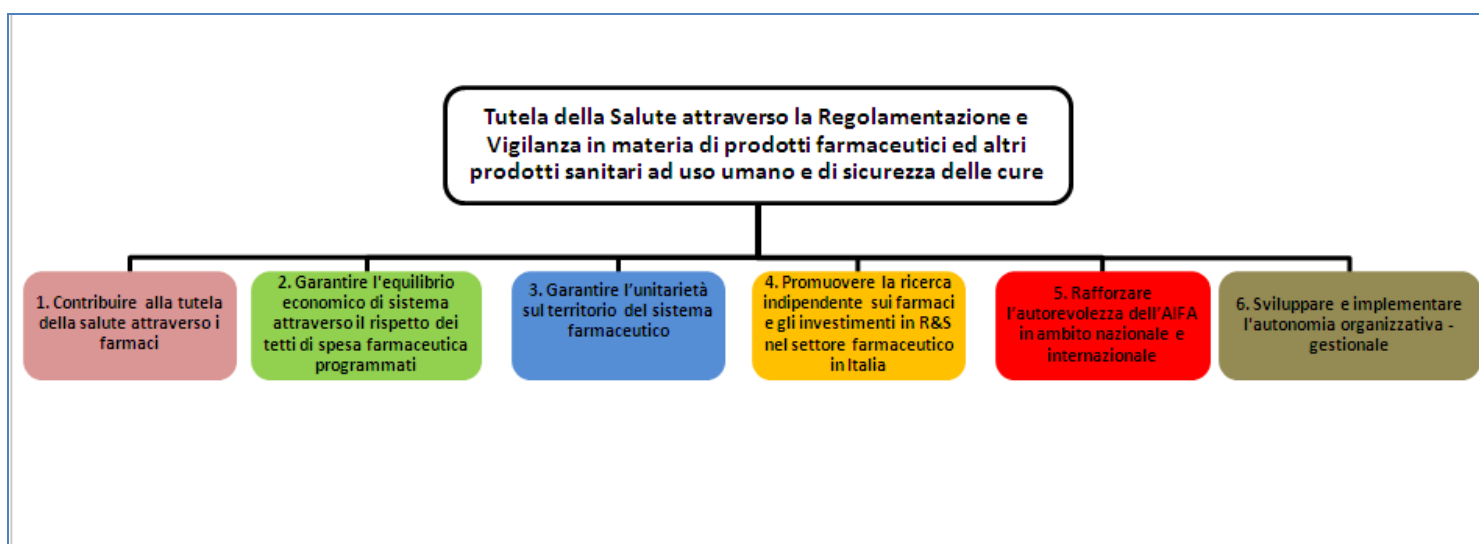 Tutela della Salute attraverso la Regolamentazione e
Vigilanza in materia di prodotti farmaceutici ed altri
prodotti sanitari ad uso umano e di sicurezza delle cure
1. Contribuire alla tutela
della salute attraverso i
farmaci
2. Garantire l'equilibrio
economico di sistema
attraverso il rispetto dei
tetti di spesa farmaceutica
programmati
3. Garantire l’unitarietà
sul territorio del sistema
farmaceutico
4. Promuovere la ricerca
indipendente sui farmaci
e gli investimenti in R&S
nel settore farmaceutico
in Italia
5. Rafforzare
l’autorevolezza dell’AIFA
in ambito nazionale e
internazionale
6. Sviluppare e implementare
l'autonomia organizzativa -
gestionale